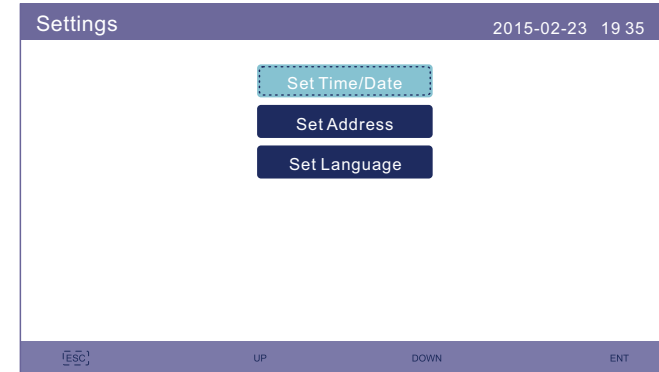 Settings 2015-02-23 19 35
Set Time/Date
Set Address
Set Language
ESC UP DOWN ENT